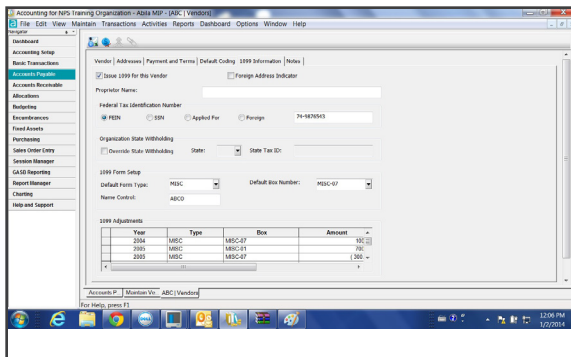 Accounting for NPS Training Organization - Abila MIP - [ABC | Vendors]
File Edit View Maintain Transactions Activities Reports Dashboard Options Window Help
Navigator
Dashboard
Accounting Setup
Basic Transactions
Accounts Payable
Accounts Receivable
Allocations
Budgeting
Encumbrances
Fixed Assets
Purchasing
Sales Order Entry
Session Manager
GASB Reporting
Report Manager
Charting
Help and Support
Vendor Addresses Payment and Terms Default Coding 1099 Information Notes
Issue 1099 for this Vendor Foreign Address Indicator
Proprietor Name:
Federal Tax Identification Number
FEIN SSN Applied For Foreign 74-9876543
Organization State Withholding
Override State Withholding State: State Tax ID:
1099 Form Setup
Default Form Type: MISC Default Box Number: MISC-07
Name Control: ABCO
1099 Adjustments
Year Type Box Amount
2004 MISC MISC-07 100
2005 MISC MISC-01 700
2005 MISC MISC-07 ( 300.
Accounts P... Maintain Vo... ABC | Vendors
For Help, press F1
12:06 PM
1/2/2014